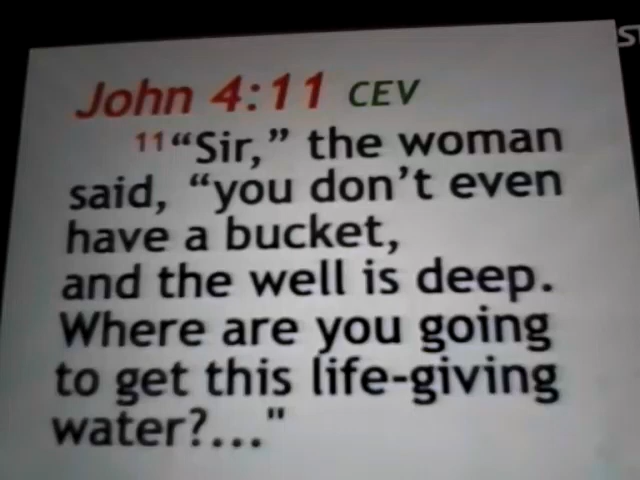 John 4:11 CEV
11 “Sir,” the woman
said, “you don’t even
have a bucket,
and the well is deep.
Where are you going
to get this life-giving
water?..."